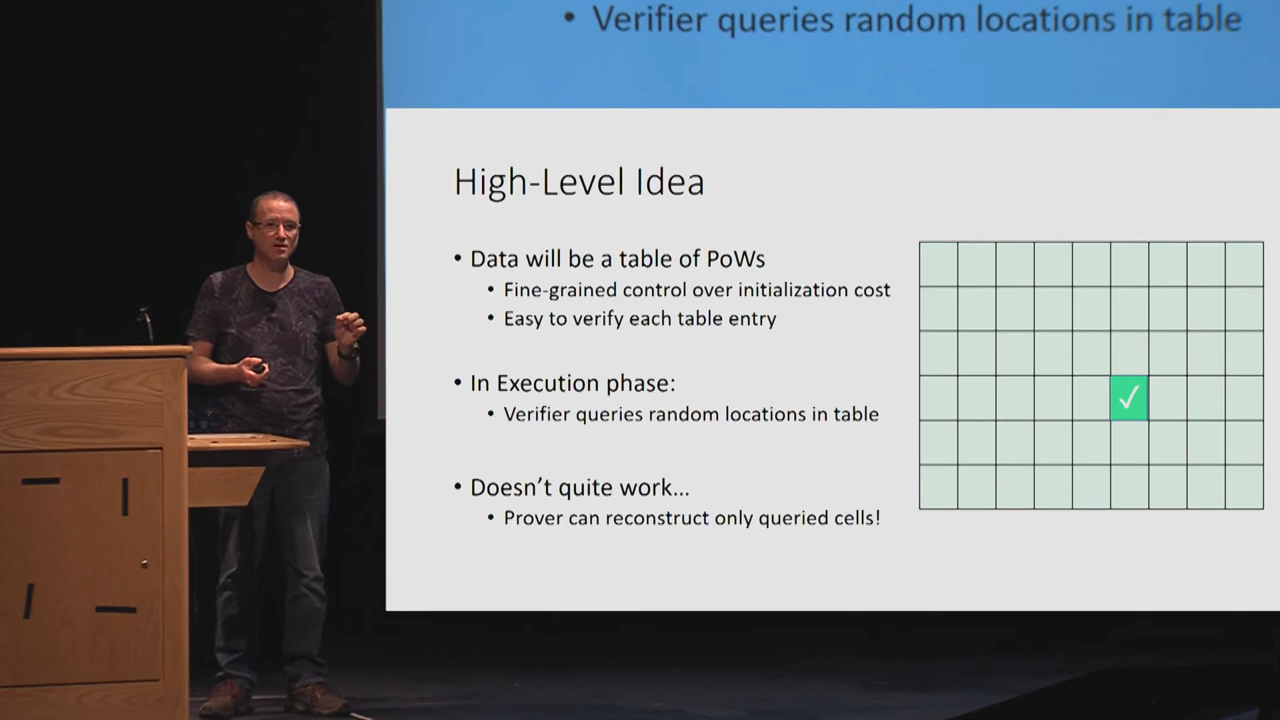 • Verifier queries random locations in table
High-Level Idea
• Data will be a table of PoWs
• Fine-grained control over initialization cost
• Easy to verify each table entry
• In Execution phase:
• Verifier queries random locations in table
• Doesn't quite work...
• Prover can reconstruct only queried cells!